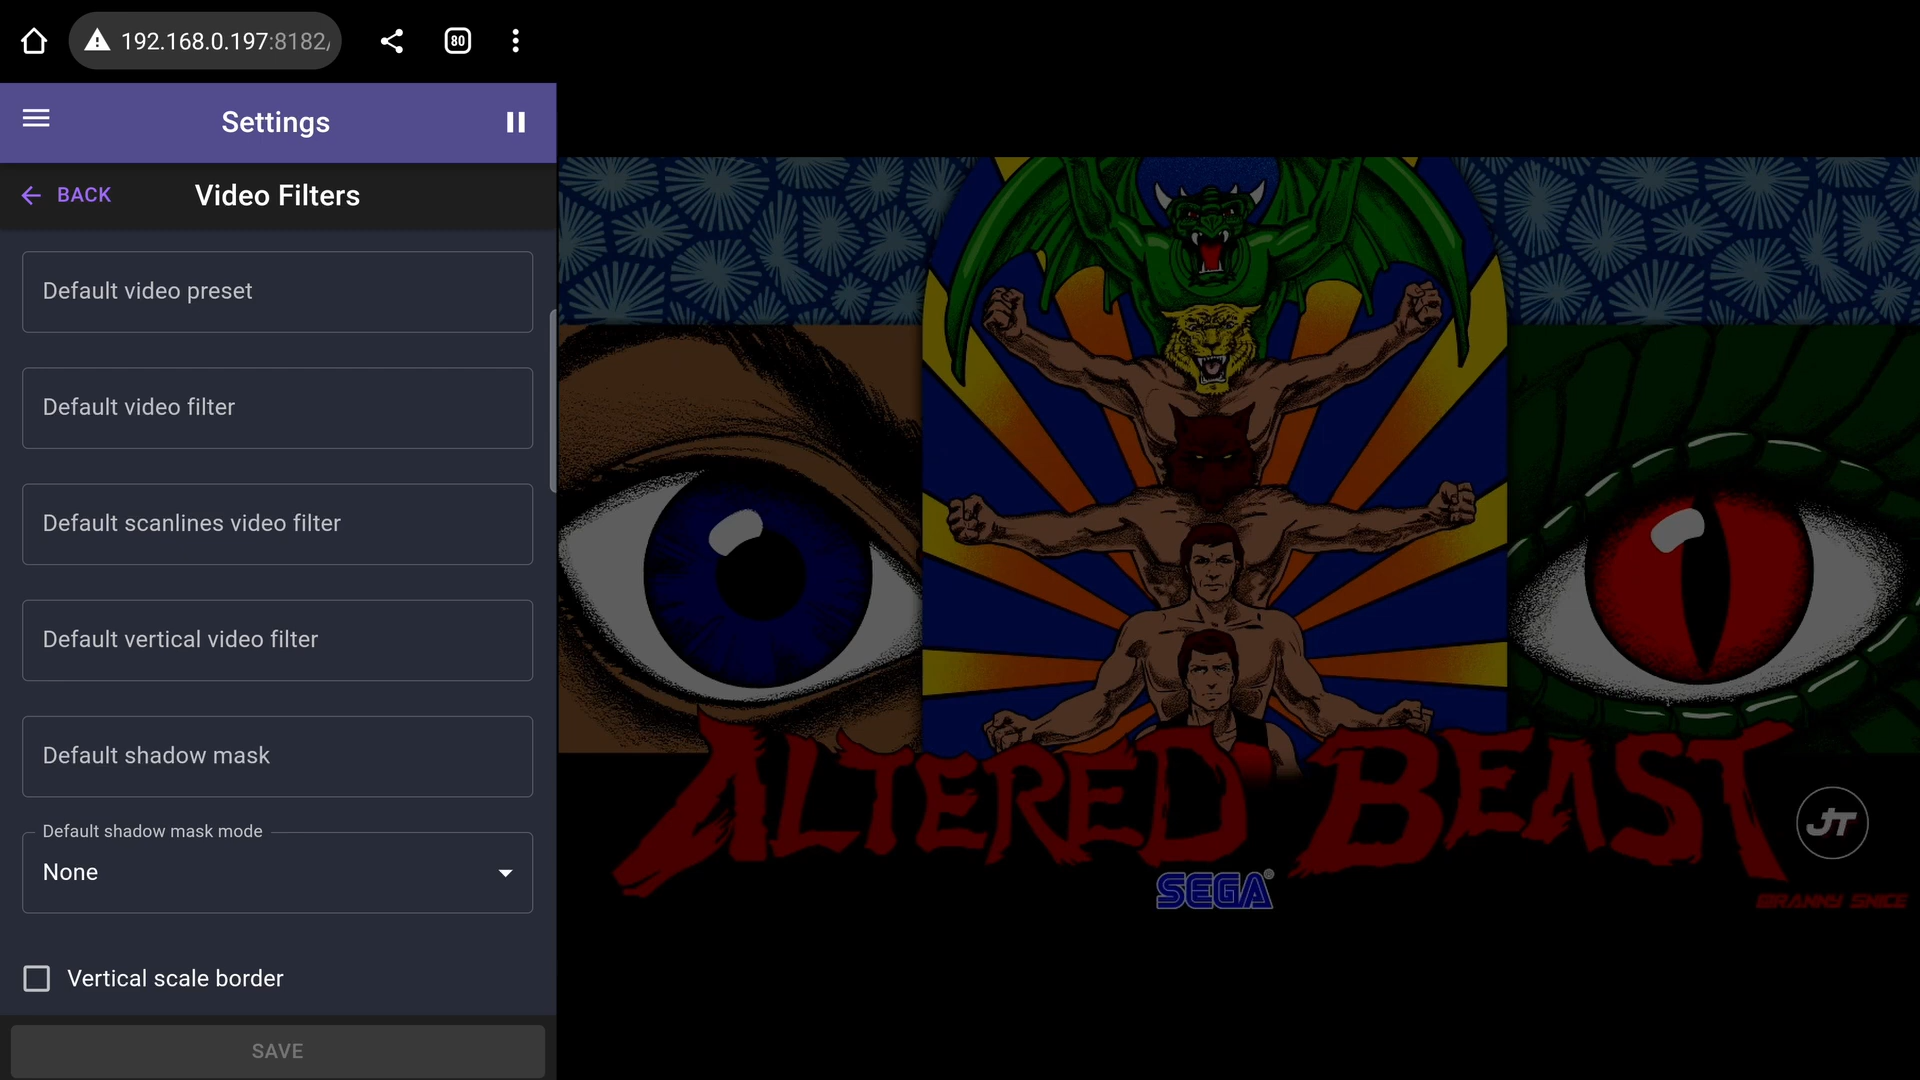 192.168.0.197:8182/
80
Settings
BACK
Video Filters
Default video preset
Default video filter
Default scanlines video filter
Default vertical video filter
Default shadow mask
Default shadow mask mode
None
Vertical scale border
SAVE
ALTERED BEAST
JT
SEGA®
BRANNY SNICE